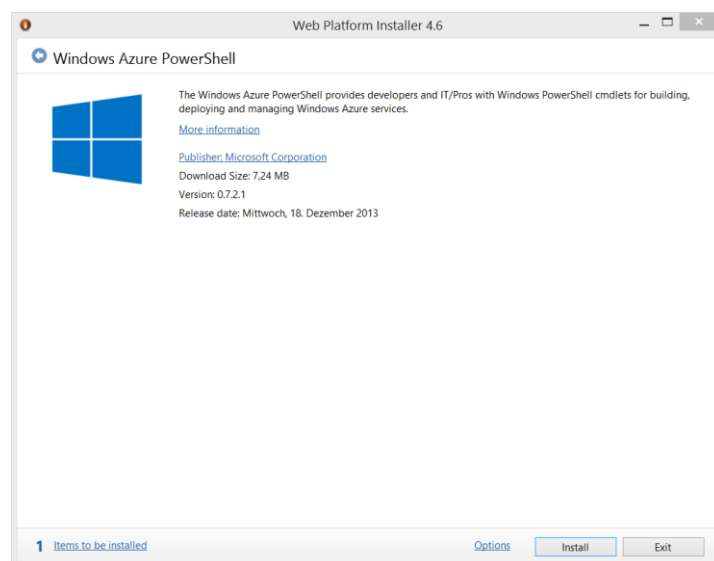 Web Platform Installer 4.6
Windows Azure PowerShell
The Windows Azure PowerShell provides developers and IT/Pros with Windows PowerShell cmdlets for building,
deploying and managing Windows Azure services.
More information
Publisher: Microsoft Corporation
Download Size: 7,24 MB
Version: 0.7.2.1
Release date: Mittwoch, 18. Dezember 2013
1 Items to be installed Options Install Exit